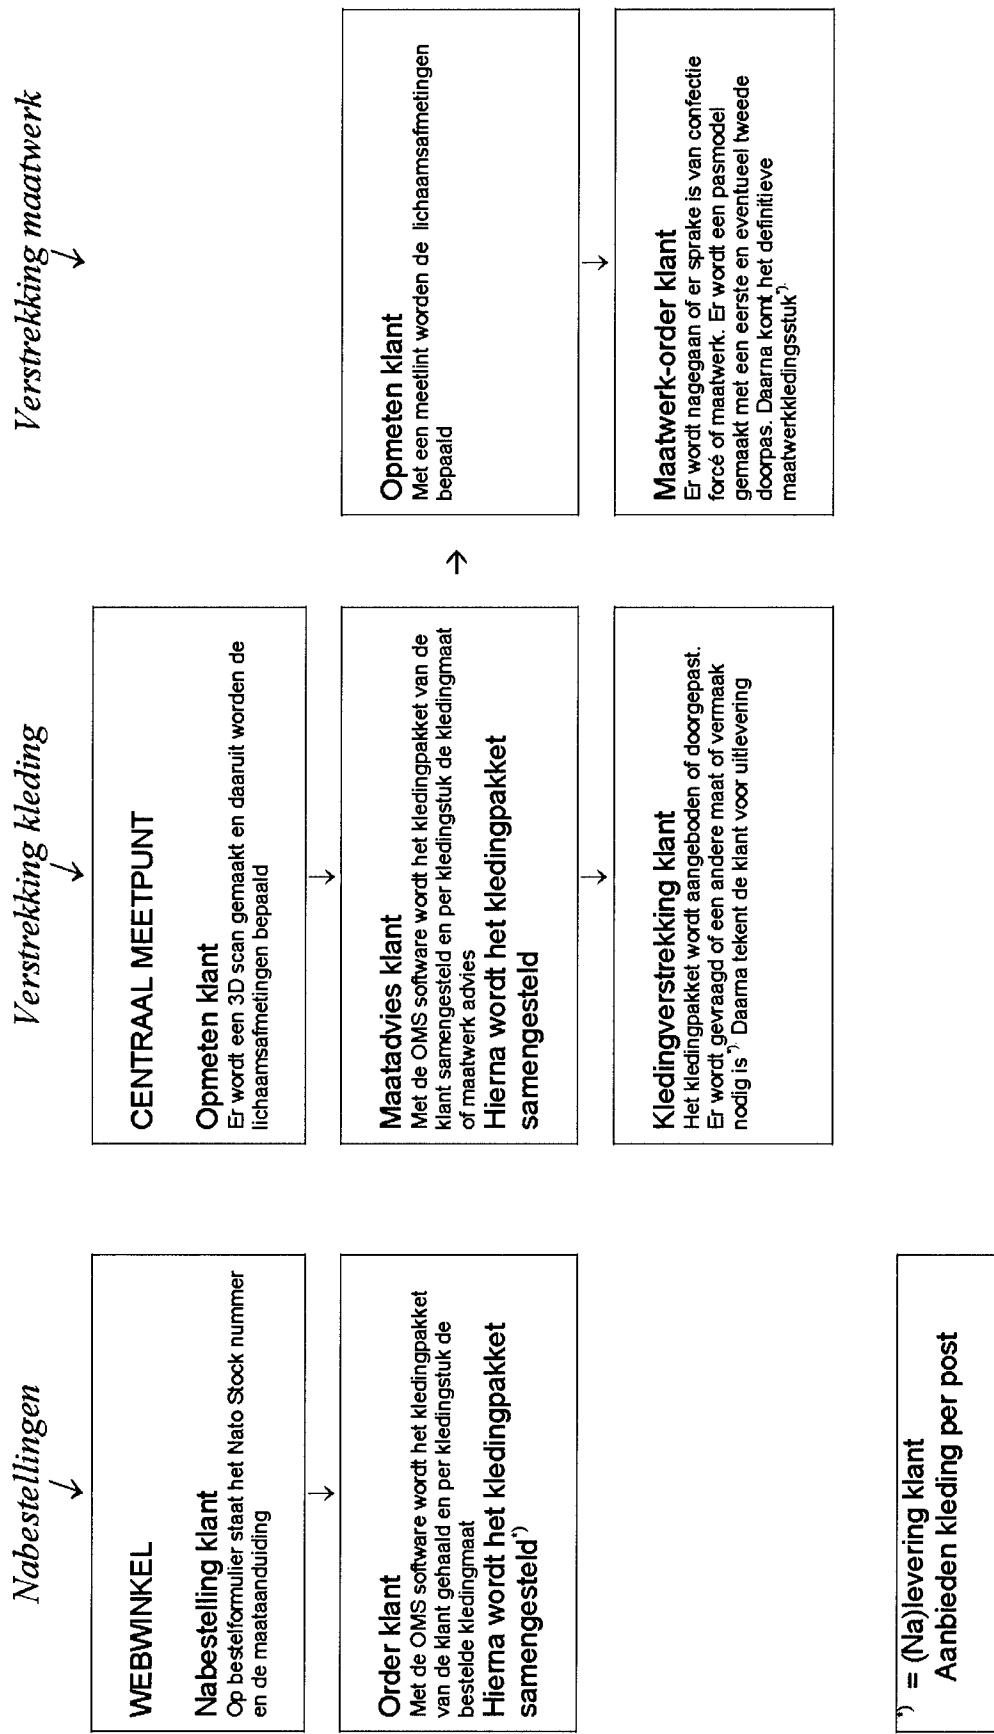 Nabestellingen
↓
WEBWINKEL
Nabestelling klant
Op bestelformulier staat het Nato Stock nummer
en de maataanduiding
↓
Order klant
Met de OMS software wordt het kledingpakket
van de klant gehaald en per kledingstuk de
bestelde kledingmaat
Hierna wordt het kledingpakket
samengesteld*)
*) = (Na)levering klant
Aanbieden kleding per post
Verstrekking kleding
↓
CENTRAAL MEETPUNT
Opmeten klant
Er wordt een 3D scan gemaakt en daaruit worden de
lichaamsafmetingen bepaald
↓
Maatadvies klant
Met de OMS software wordt het kledingpakket van de
klant samengesteld en per kledingstuk de kledingmaat
of maatwerk advies
Hierna wordt het kledingpakket
samengesteld
↓
→
Kledingverstrekking klant
Het kledingpakket wordt aangeboden of doorgepast.
Er wordt gevraagd of een andere maat of vermaak
nodig is *). Daarna tekent de klant voor uitlevering
Verstrekking maatwerk
↓
Opmeten klant
Met een meetlint worden de lichaamsafmetingen
bepaald
↓
Maatwerk-order klant
Er wordt nagegaan of er sprake is van confectie
forcé of maatwerk. Er wordt een pasmodel
gemaakt met een eerste en eventueel tweede
doorpas. Daarna komt het definitieve
maatwerkkledingsstuk*).